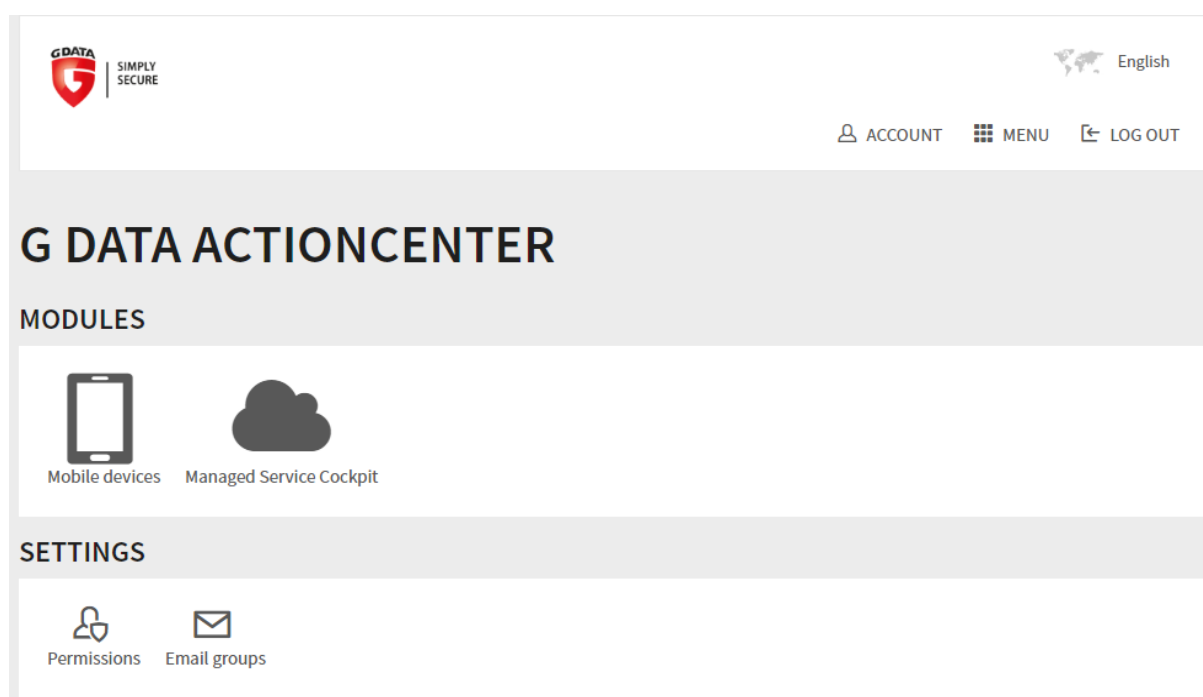 G DATA
SIMPLY
SECURE
English
ACCOUNT MENU LOG OUT
G DATA ACTIONCENTER
MODULES
Mobile devices Managed Service Cockpit
SETTINGS
Permissions Email groups